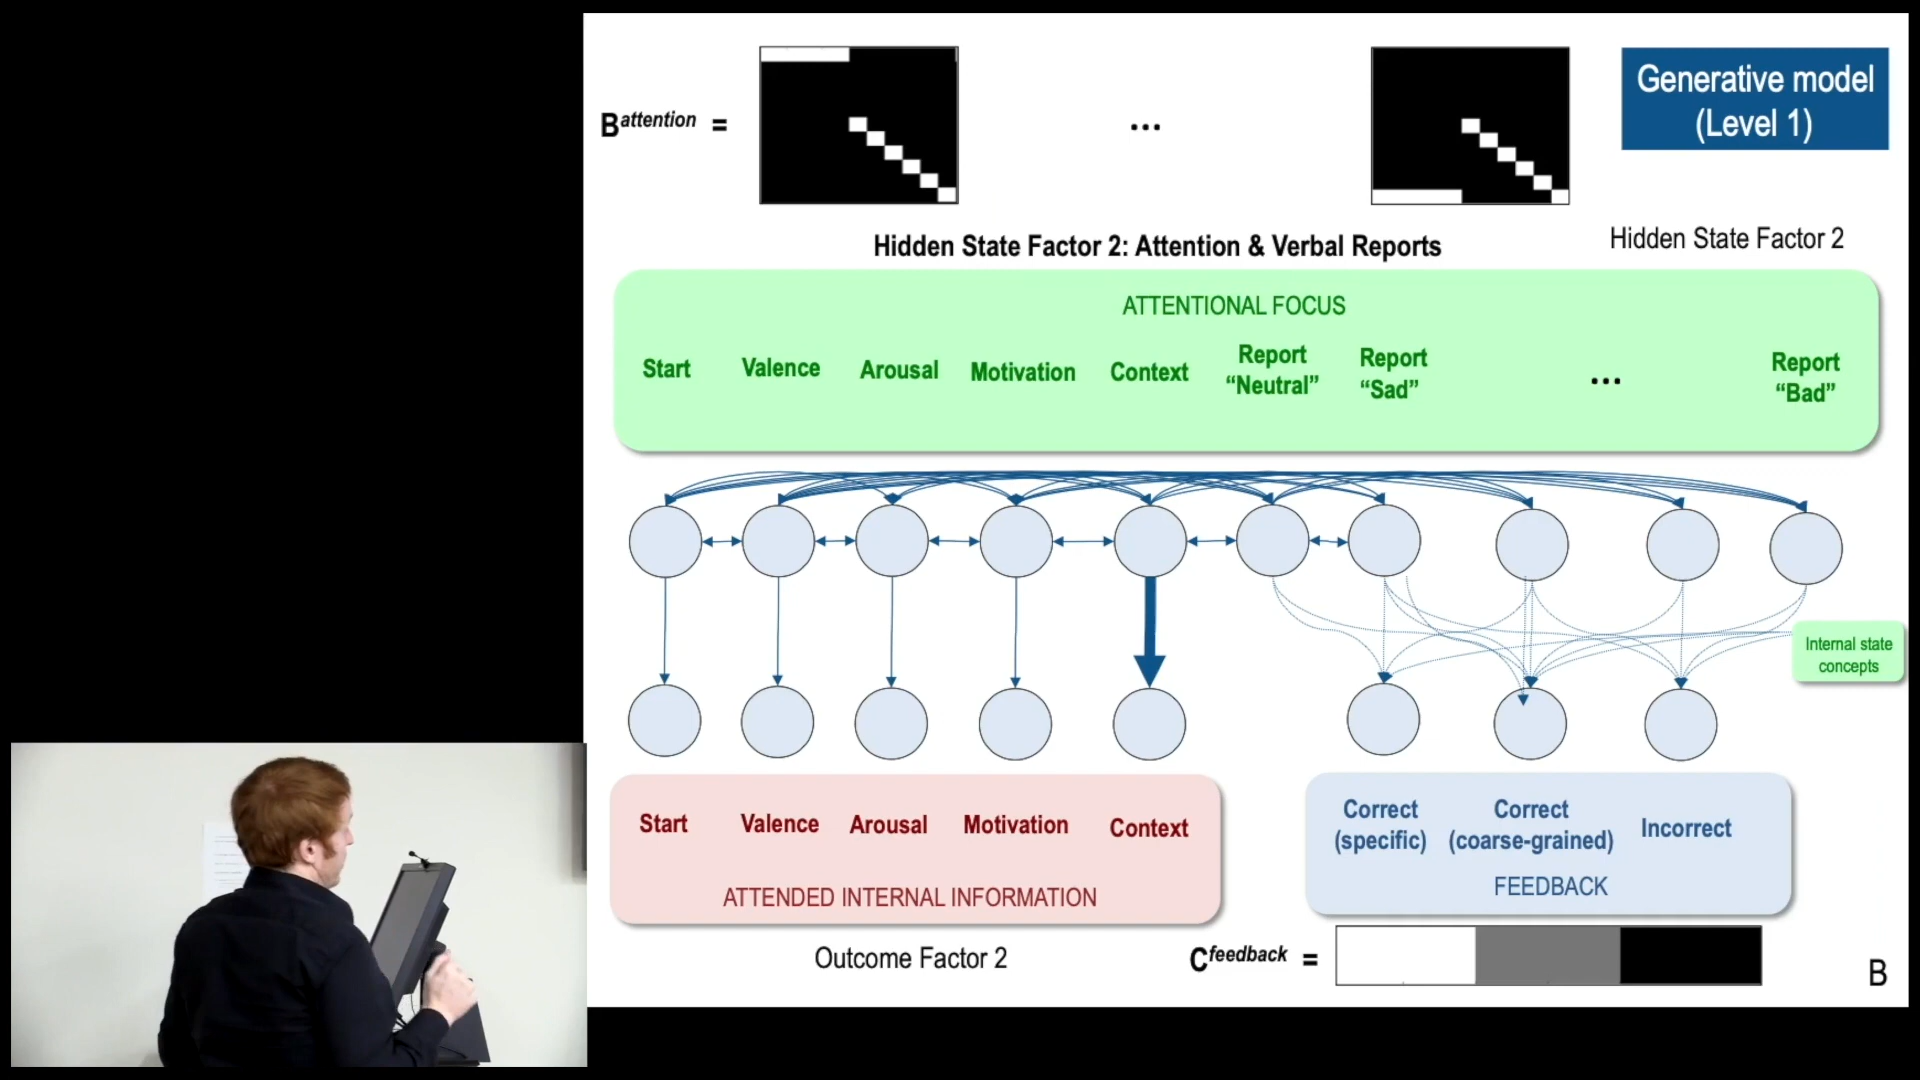 Generative model
(Level 1)
Battention =
...
Hidden State Factor 2: Attention & Verbal Reports
Hidden State Factor 2
ATTENTIONAL FOCUS
Start
Valence
Arousal
Motivation
Context
Report
“Neutral”
Report
“Sad”
...
Report
“Bad”
Internal state
concepts
Start
Valence
Arousal
Motivation
Context
ATTENDED INTERNAL INFORMATION
Correct
(specific)
Correct
(coarse-grained)
Incorrect
FEEDBACK
Outcome Factor 2
Cfeedback =
B